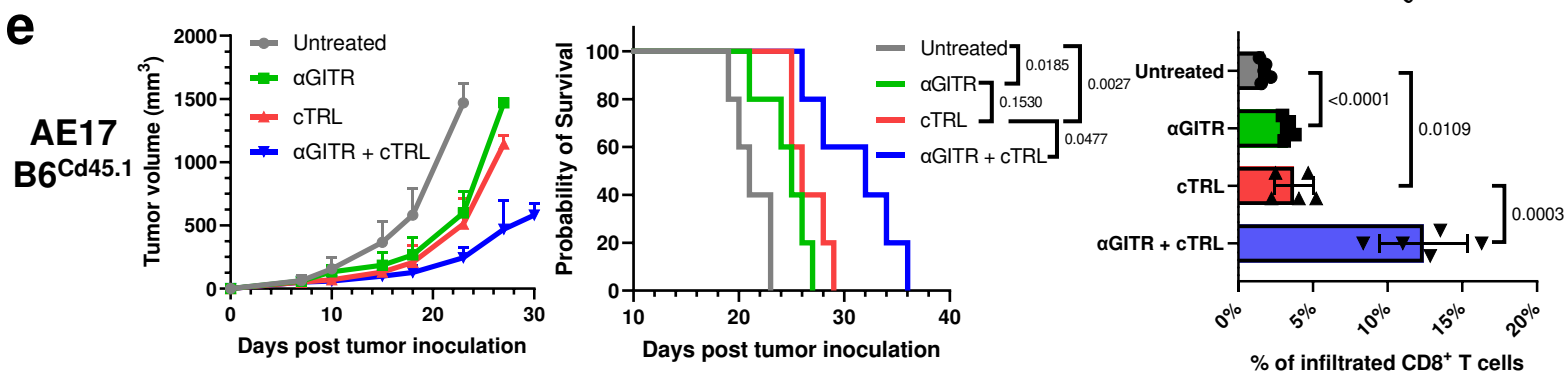 e
AE17
B6Cd45.1
Tumor volume (mm3)
2000
1500
1000
500
0
0
10
20
30
Days post tumor inoculation
Untreated
αGITR
cTRL
αGITR + cTRL
Probability of Survival
100
80
60
40
20
0
10
20
30
40
Days post tumor inoculation
Untreated
αGITR
cTRL
αGITR + cTRL
0.0185
0.0027
0.1530
0.0477
Untreated
αGITR
cTRL
αGITR + cTRL
<0.0001
0.0109
0.0003
0%
5%
10%
15%
20%
% of infiltrated CD8+ T cells